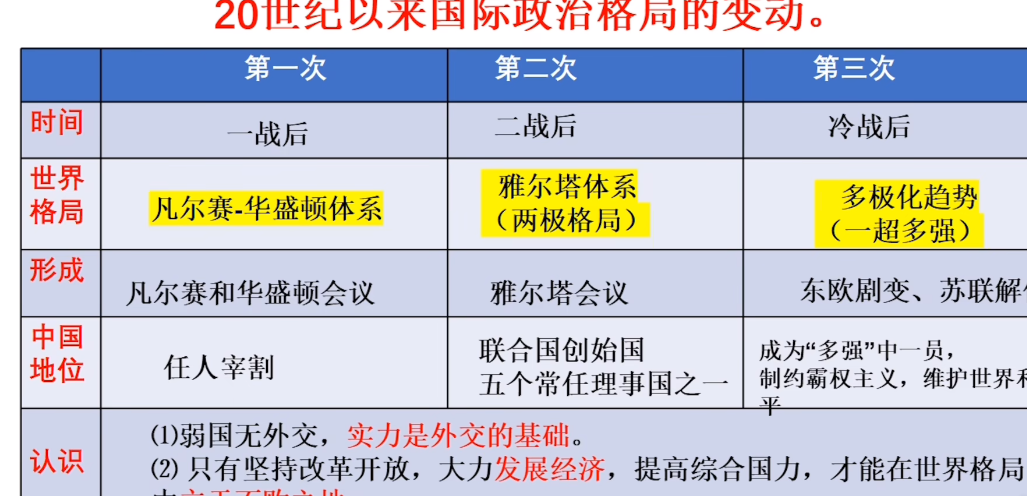 20世纪以来国际政治格局的变动。
第一次 第二次 第三次
时间 一战后 二战后 冷战后
世界格局 凡尔赛-华盛顿体系 雅尔塔体系（两极格局） 多极化趋势（一超多强）
形成 凡尔赛和华盛顿会议 雅尔塔会议 东欧剧变、苏联解
中国地位 任人宰割 联合国创始国 五个常任理事国之一 成为“多强”中一员，制约霸权主义，维护世界和平
认识 ⑴弱国无外交，实力是外交的基础。
⑵ 只有坚持改革开放，大力发展经济，提高综合国力，才能在世界格局